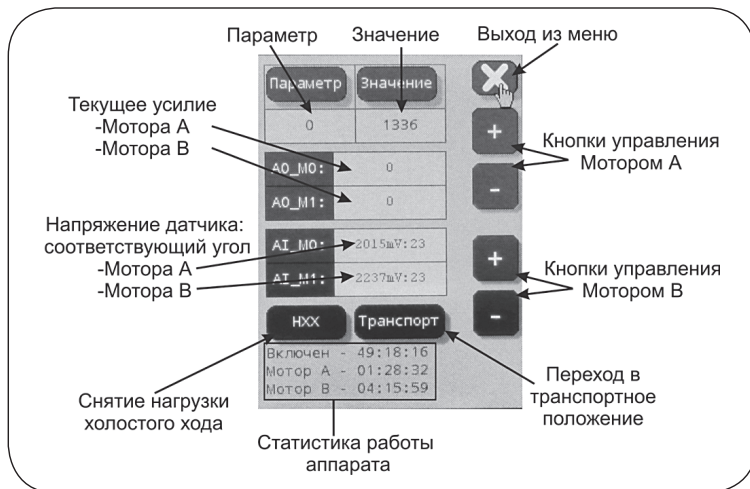 Параметр
Значение
Выход из меню
Параметр
Значение
0
1336
Текущее усилие
-Мотора А
-Мотора В
Кнопки управления
Мотором А
+
-
AO_M0:
0
AO_M1:
0
Напряжение датчика:
соответствующий угол
-Мотора А
-Мотора В
AI_M0:
2015mV:23
AI_M1:
2237mV:23
Кнопки управления
Мотором В
+
-
НХХ
Транспорт
Включен - 49:18:16
Мотор А - 01:28:32
Мотор В - 04:15:59
Снятие нагрузки
холостого хода
Статистика работы
аппарата
Переход в
транспортное
положение